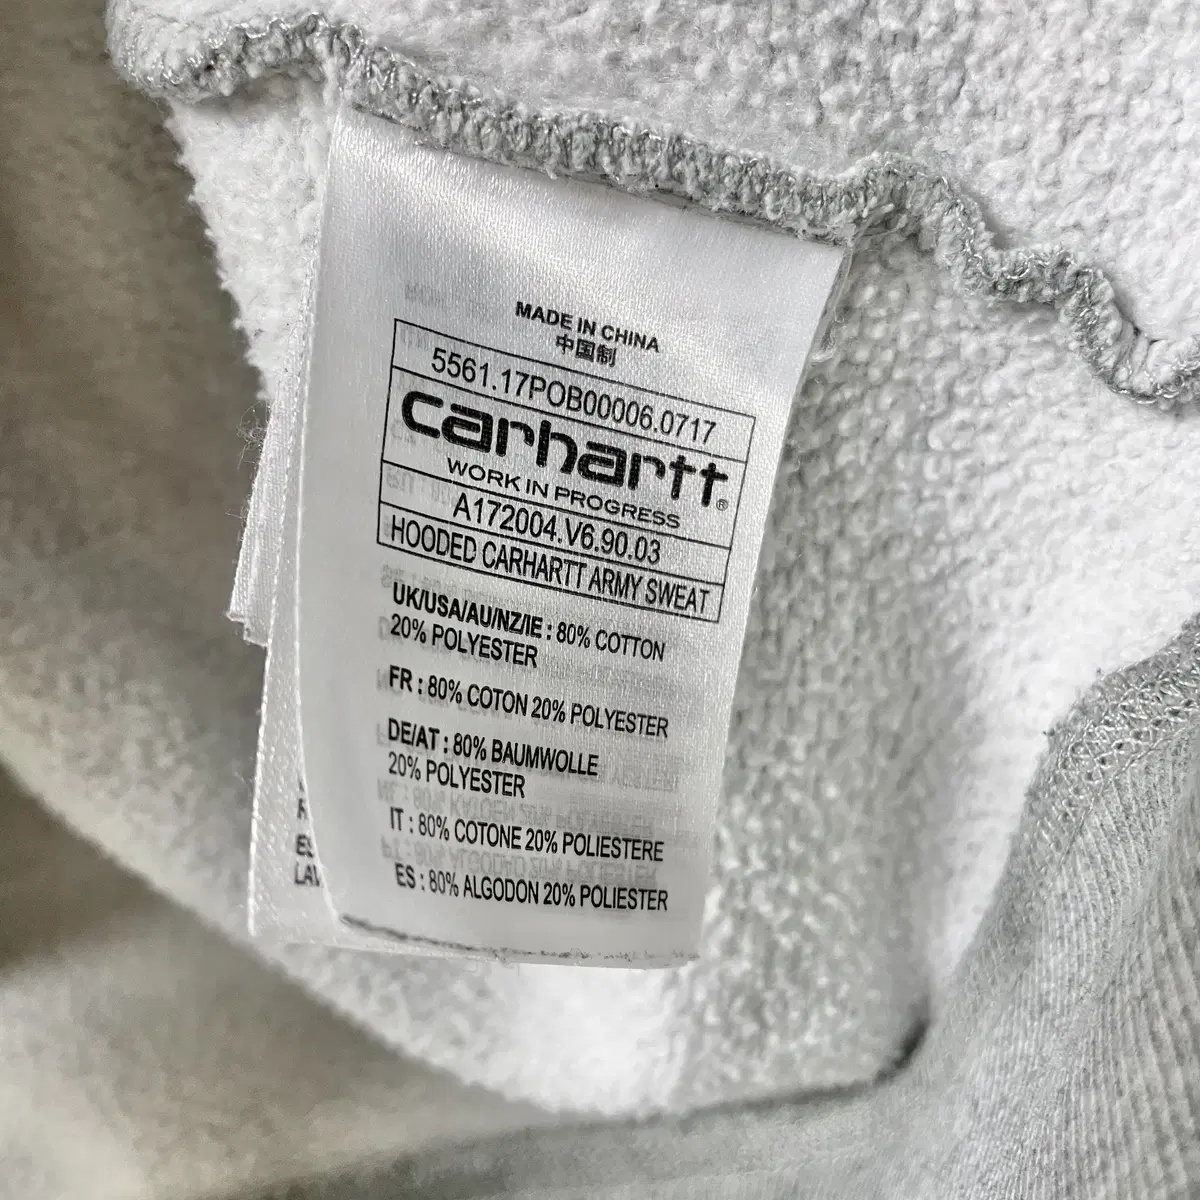 MADE IN CHINA
中国制
5561.17POB00006.0717
carhartt®
WORK IN PROGRESS
A172004.V6.90.03
HOODED CARHARTT ARMY SWEAT
UK/USA/AU/NZ/IE : 80% COTTON
20% POLYESTER
FR : 80% COTON 20% POLYESTER
DE/AT : 80% BAUMWOLLE
20% POLYESTER
IT : 80% COTONE 20% POLIESTERE
ES : 80% ALGODON 20% POLIESTER